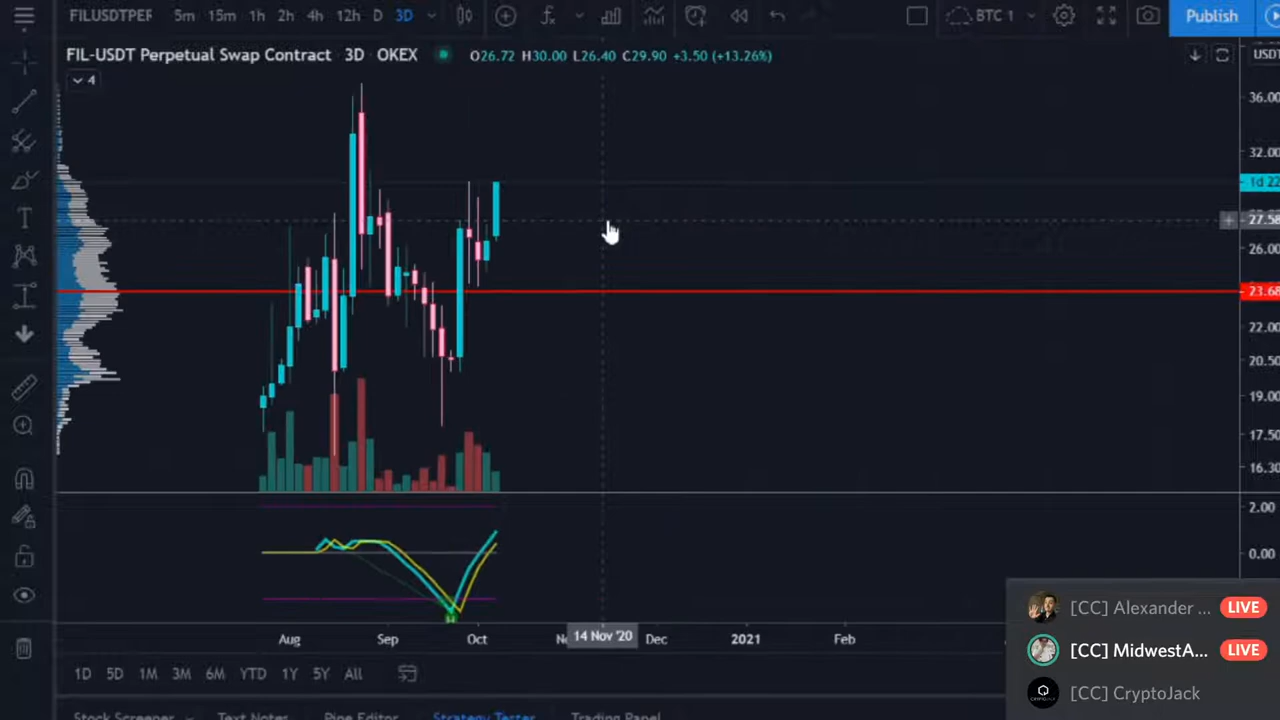 FILUSDTPER 5m 15m 1h 2h 4h 12h D 3D BTC 1 Publish
FIL-USDT Perpetual Swap Contract 3D OKEX O26.72 H30.00 L26.40 C29.90 +3.50 (+13.26%) USDT
4
36.00
32.00
1d 22
27.58
26.00
23.68
22.00
20.50
19.00
17.50
16.30
2.00
0.00
Aug Sep Oct 14 Nov '20 Dec 2021 Feb
[CC] Alexander ... LIVE
[CC] MidwestA... LIVE
[CC] CryptoJack
1D 5D 1M 3M 6M YTD 1Y 5Y All
Stock Screener Text Notes Pine Editor Strategy Tester Trading Panel